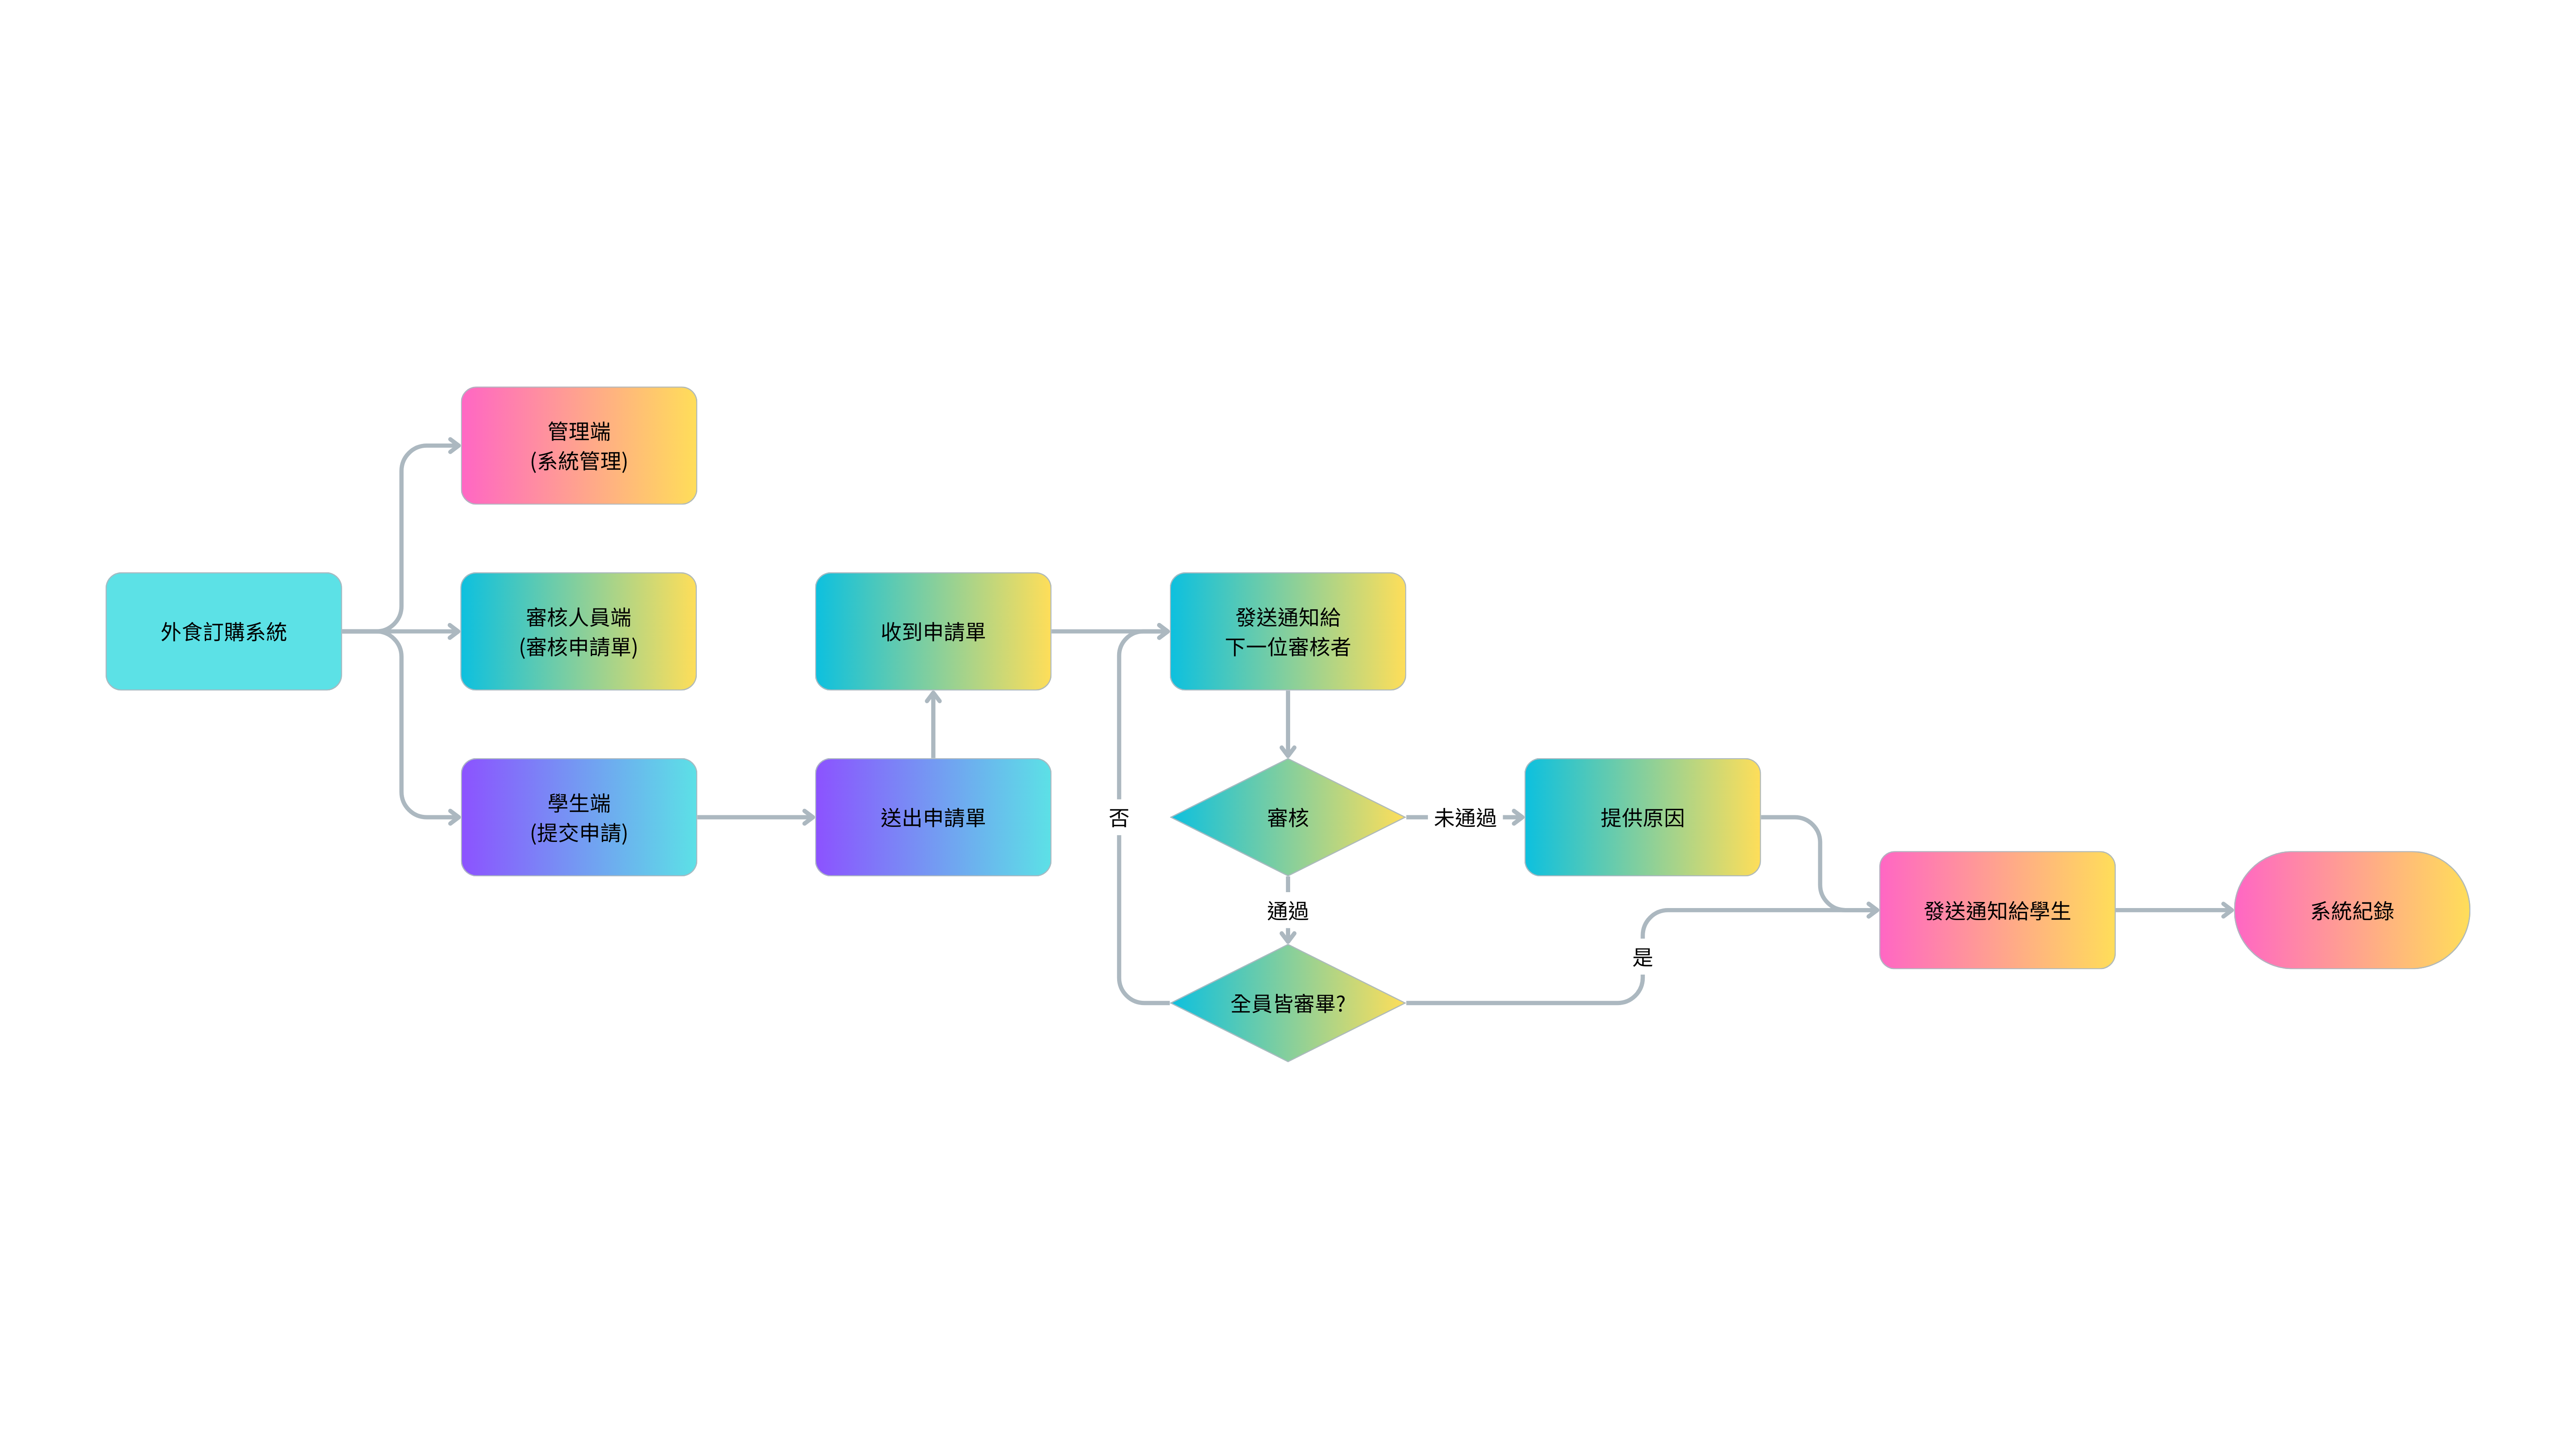 外食訂購系統
管理端
(系統管理)
審核人員端
(審核申請單)
學生端
(提交申請)
送出申請單
收到申請單
發送通知給
下一位審核者
審核
未通過
提供原因
通過
全員皆審畢?
否
是
發送通知給學生
系統紀錄